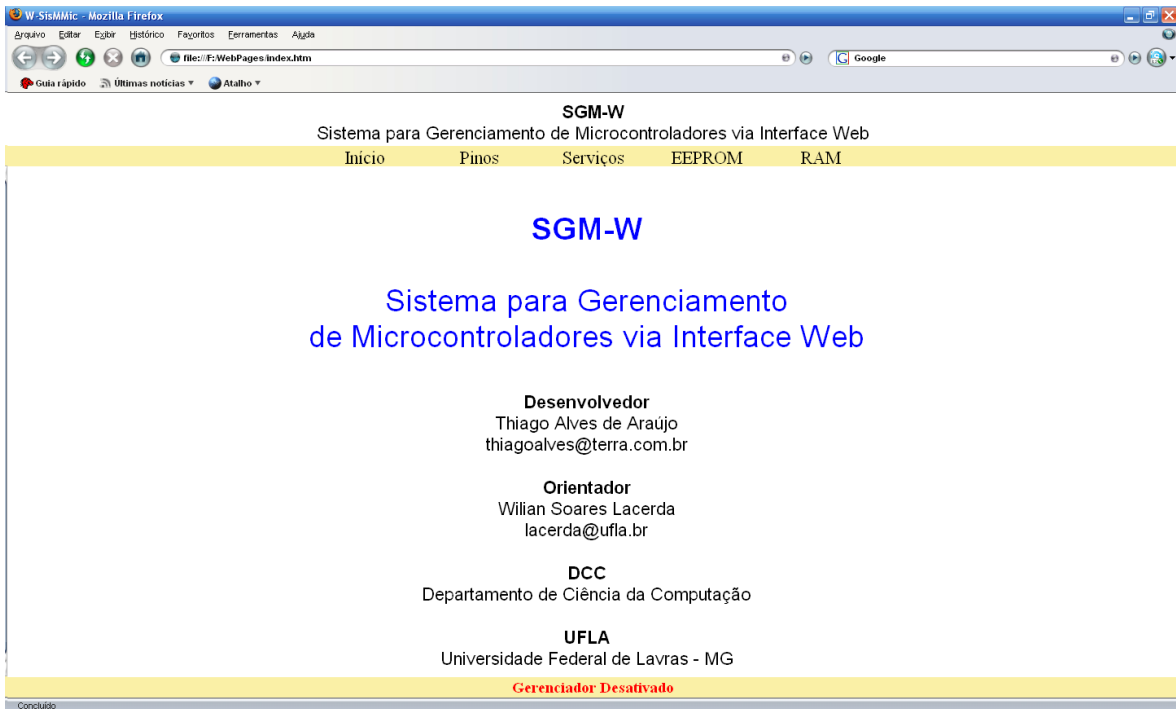 W-SisMMic - Mozilla Firefox
Arquivo Editar Exibir Histórico Favoritos Ferramentas Ajuda
file:///F:WebPages/index.htm
G Google
Guia rápido Últimas notícias Atalho
SGM-W
Sistema para Gerenciamento de Microcontroladores via Interface Web
Início Pinos Serviços EEPROM RAM
SGM-W
Sistema para Gerenciamento
de Microcontroladores via Interface Web
Desenvolvedor
Thiago Alves de Araújo
thiagoalves@terra.com.br
Orientador
Wilian Soares Lacerda
lacerda@ufla.br
DCC
Departamento de Ciência da Computação
UFLA
Universidade Federal de Lavras - MG
Gerenciador Desativado
Concluído